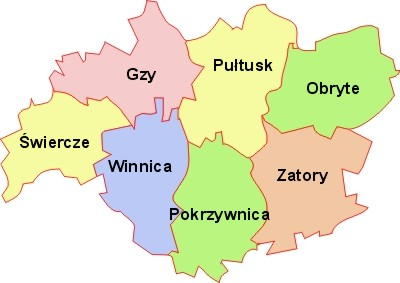 Gzy
Pułtusk
Obryte
Świercze
Winnica
Zatory
Pokrzywnica